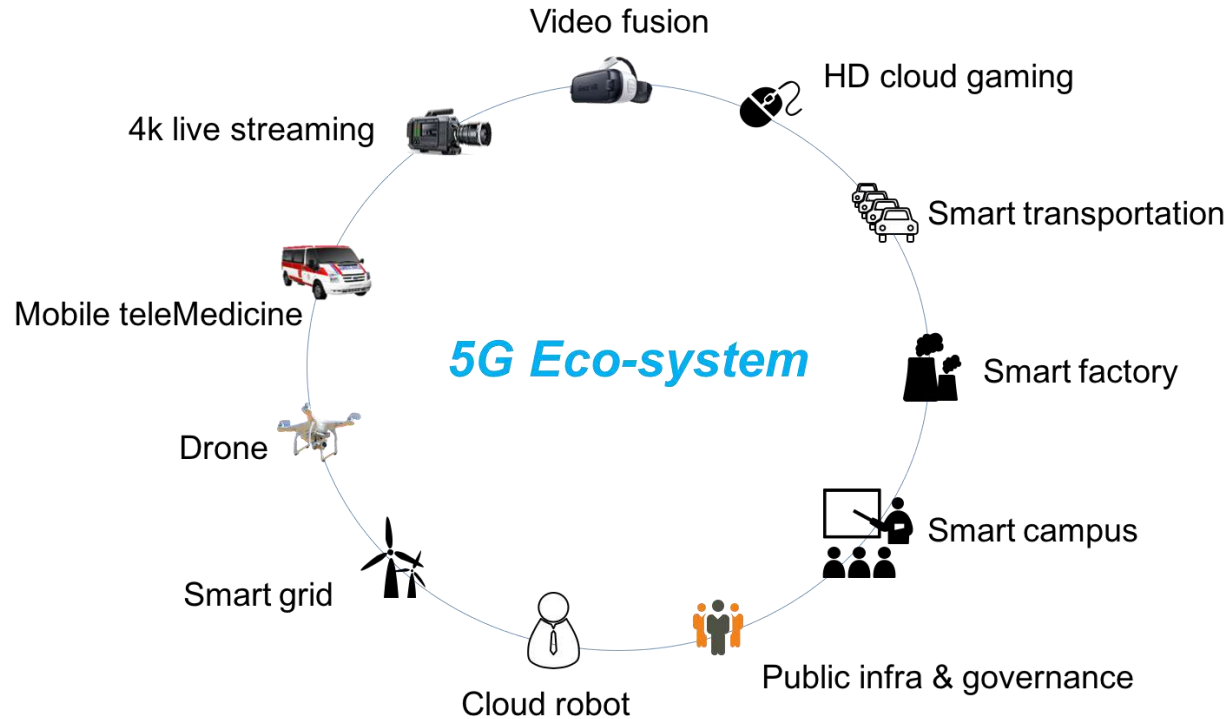 Video fusion
HD cloud gaming
4k live streaming
Smart transportation
Mobile teleMedicine
5G Eco-system
Smart factory
Drone
Smart campus
Smart grid
Public infra & governance
Cloud robot